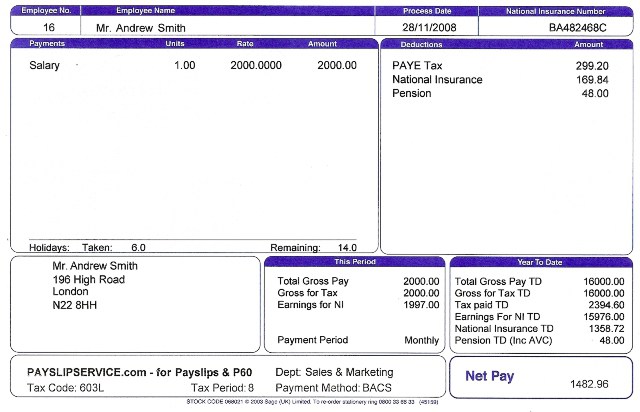 Employee No. Employee Name Process Date National Insurance Number
16 Mr. Andrew Smith 28/11/2008 BA482468C
Payments Units Rate Amount Deductions Amount
Salary 1.00 2000.0000 2000.00 PAYE Tax 299.20
National Insurance 169.84
Pension 48.00
Holidays: Taken: 6.0 Remaining: 14.0
Mr. Andrew Smith
196 High Road
London
N22 8HH
This Period
Total Gross Pay 2000.00
Gross for Tax 2000.00
Earnings for NI 1997.00
Payment Period Monthly
Year To Date
Total Gross Pay TD 16000.00
Gross for Tax TD 16000.00
Tax paid TD 2394.60
Earnings For NI TD 15976.00
National Insurance TD 1358.72
Pension TD (Inc AVC) 48.00
PAYSLIPSERVICE.com - for Payslips & P60 Dept: Sales & Marketing
Tax Code: 603L Tax Period: 8 Payment Method: BACS
Net Pay 1482.96
STOCK CODE 068021 © 2003 Sage (UK) Limited. To re-order stationery ring 0800 33 66 33 (45159)